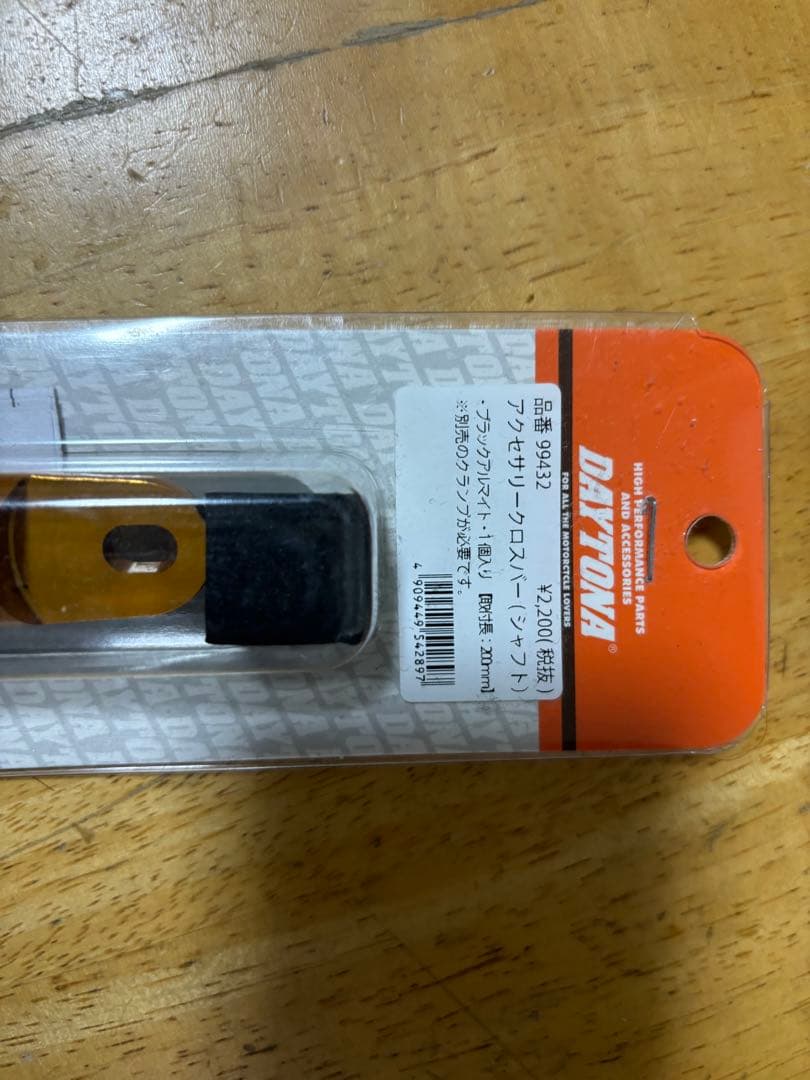 HIGH PERFORMANCE PARTS
AND ACCESSORIES
DAYTONA®
FOR ALL THE MOTORCYCLE LOVERS
品番 99432 ¥2,200(税抜)
アクセサリークロスバー(シャフト)
・ブラックアルマイト・1個入り 【取付長:200mm】
※別売のクランプが必要です。
4 909449 542897